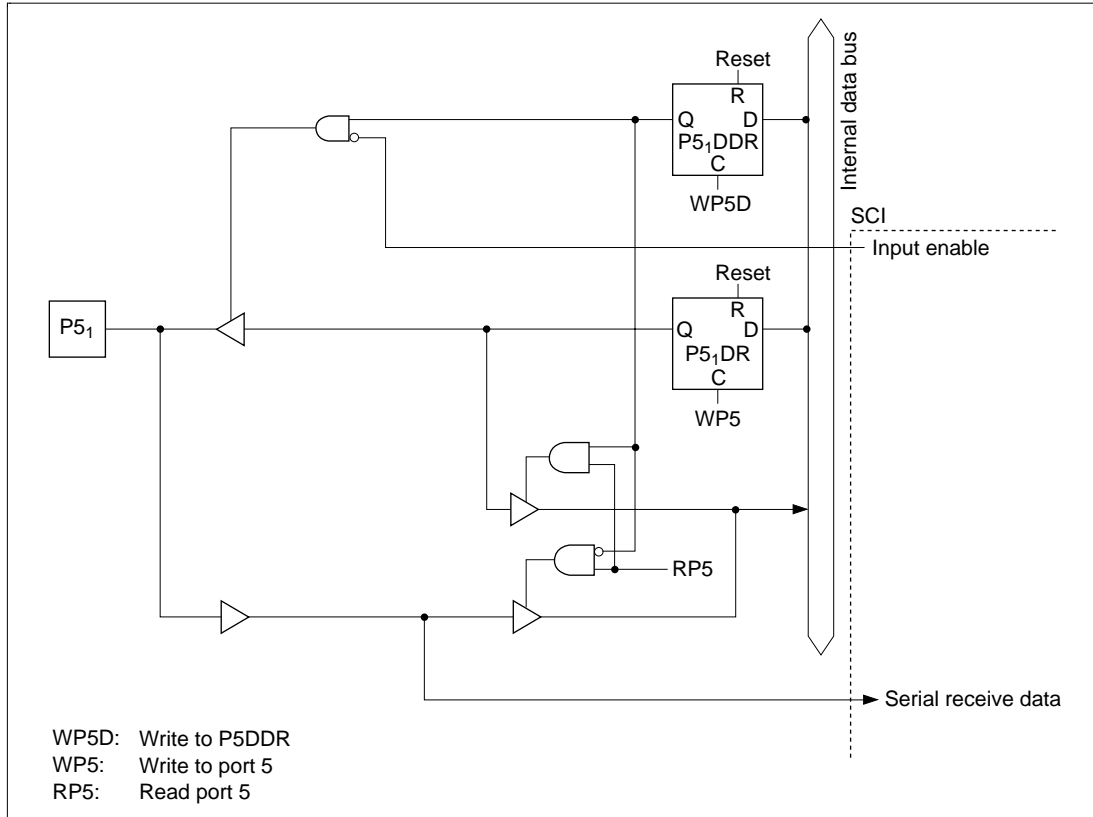 Internal data bus
Reset
R
Q D
P5₁DDR
C
WP5D
SCI
Input enable
Reset
R
P5₁
Q D
P5₁DR
C
WP5
RP5
Serial receive data
WP5D: Write to P5DDR
WP5: Write to port 5
RP5: Read port 5